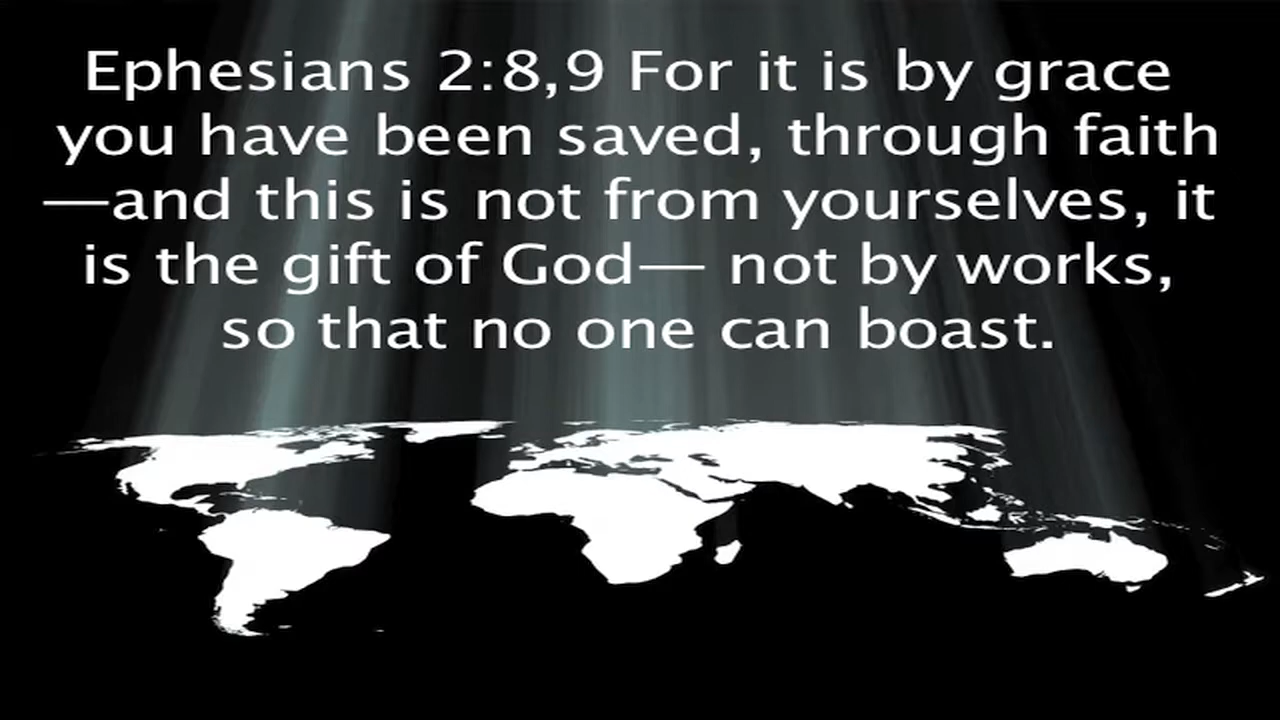 Ephesians 2:8,9 For it is by grace
you have been saved, through faith
—and this is not from yourselves, it
is the gift of God— not by works,
so that no one can boast.